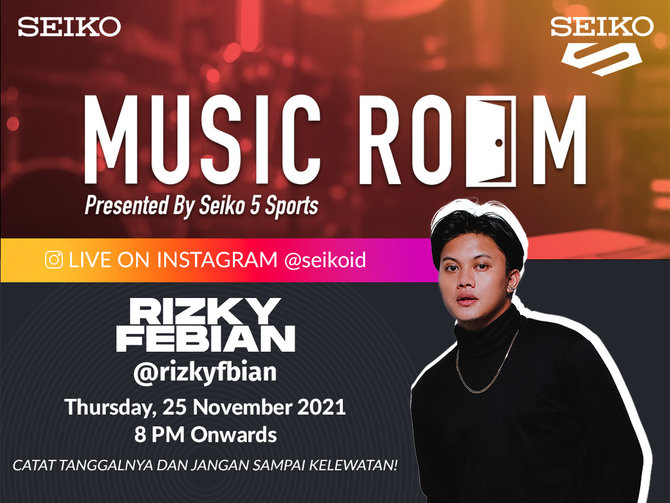 SEIKO
SEIKO
5
MUSIC ROOM
Presented By Seiko 5 Sports
LIVE ON INSTAGRAM @seikoid
RIZKY
FEBIAN
@rizkyfbian
Thursday, 25 November 2021
8 PM Onwards
CATAT TANGGALNYA DAN JANGAN SAMPAI KELEWATAN!